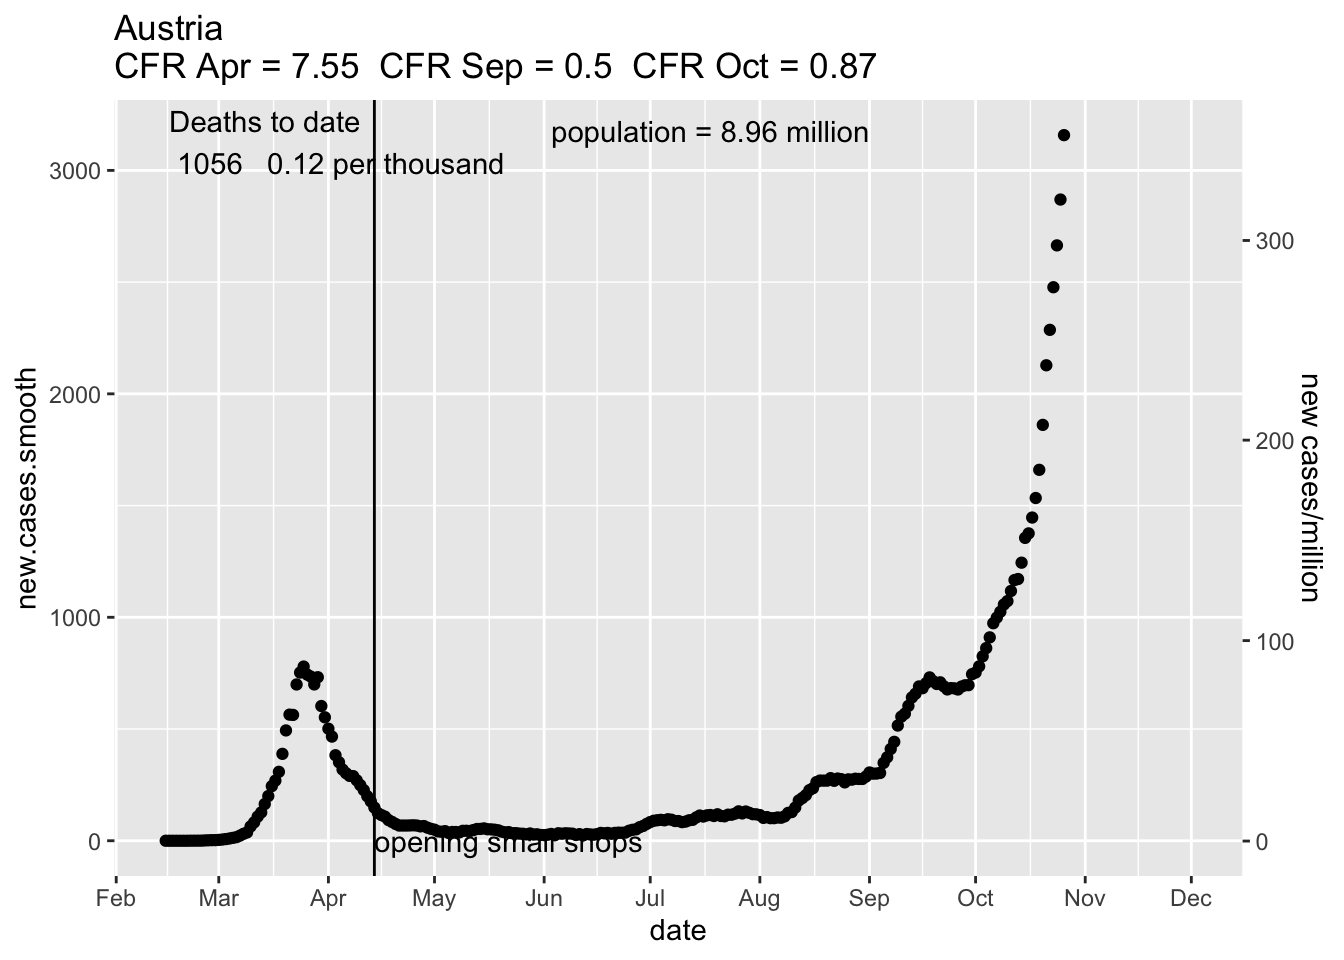 Austria
CFR Apr = 7.55  CFR Sep = 0.5  CFR Oct = 0.87
Deaths to date
1056   0.12 per thousand
population = 8.96 million
3000
2000
1000
0
new.cases.smooth
300
200
100
0
new cases/million
opening small shops
Feb Mar Apr May Jun Jul Aug Sep Oct Nov Dec
date